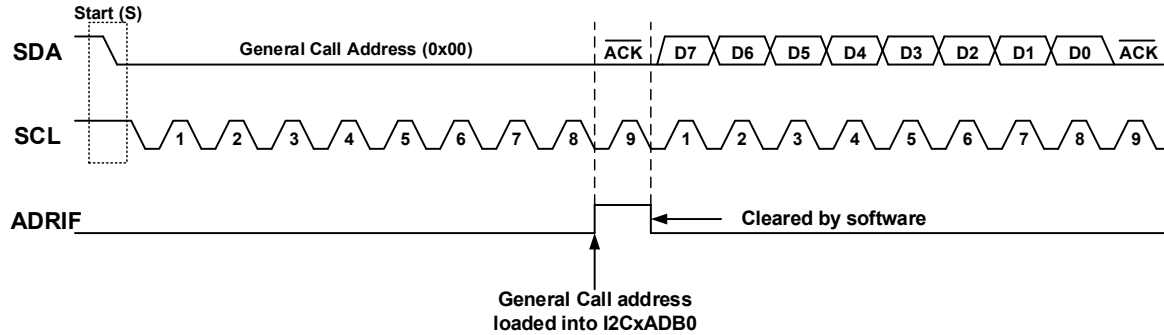 Start (S)
SDA
General Call Address (0x00)
ACK
D7 D6 D5 D4 D3 D2 D1 D0 ACK
SCL
1 2 3 4 5 6 7 8 9 1 2 3 4 5 6 7 8 9
ADRIF
Cleared by software
General Call address
loaded into I2CxADB0